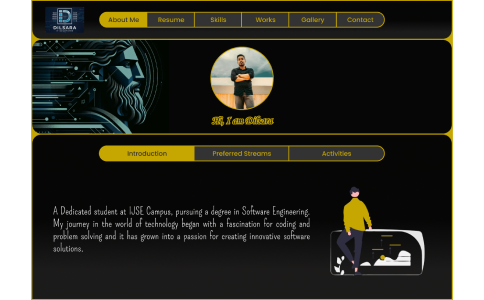 DILSARA
About Me
Resume
Skills
Works
Gallery
Contact
Hi, I am Dilsara
Introduction
Preferred Streams
Activities
A Dedicated student at IJSE Campus, pursuing a degree in Software Engineering.
My journey in the world of technology began with a fascination for coding and
problem solving and it has grown into a passion for creating innovative software
solutions.